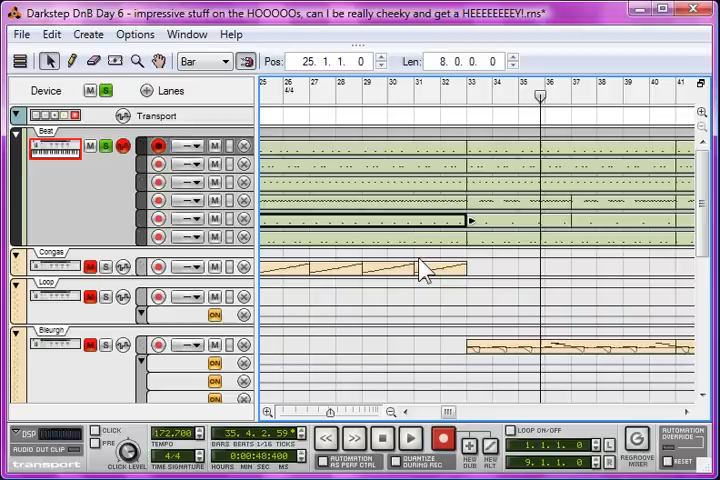 Darkstep DnB Day 6 - impressive stuff on the HOOOOOs, can I be really cheeky and get a HEEEEEEEY!.rns*
File Edit Create Options Window Help
Bar Pos: 25. 1. 1. 0 Len: 8. 0. 0. 0
Device M S Lanes
25 26 27 28 29 30 31 32 33 34 35 36 37 38 39 40 41
4/4
Transport
Beat
M S M
M
M
M
M
M
Congas
M S M
Loop
M S M
ON
Bleurgh
M S M
ON
ON
ON
DSP
CLICK
PRE
AUDIO OUT CLIP
CLICK LEVEL
transport
172.700
TEMPO
4/4
TIME SIGNATURE
35. 4. 2. 59 *
BARS BEATS 1/16 TICKS
0:00:48:400
HOURS MIN SEC MS
AUTOMATION AS PERF CTRL
QUANTIZE DURING REC
NEW DUB
NEW ALT
LOOP ON/OFF
1. 1. 1. 0 L
9. 1. 1. 0 R
REGROOVE MIXER
AUTOMATION OVERRIDE
RESET